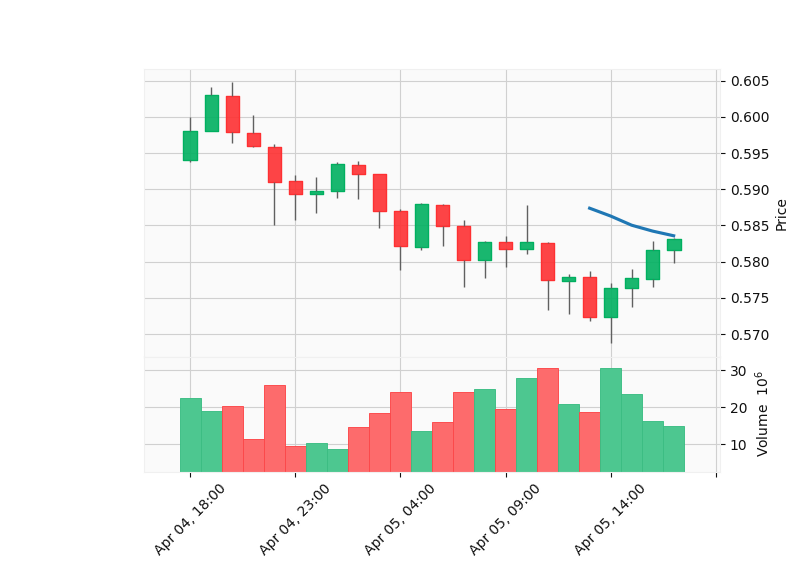 0.605
0.600
0.595
0.590
0.585
0.580
0.575
0.570
Price
30
20
10
Volume 10^6
Apr 04, 18:00
Apr 04, 23:00
Apr 05, 04:00
Apr 05, 09:00
Apr 05, 14:00